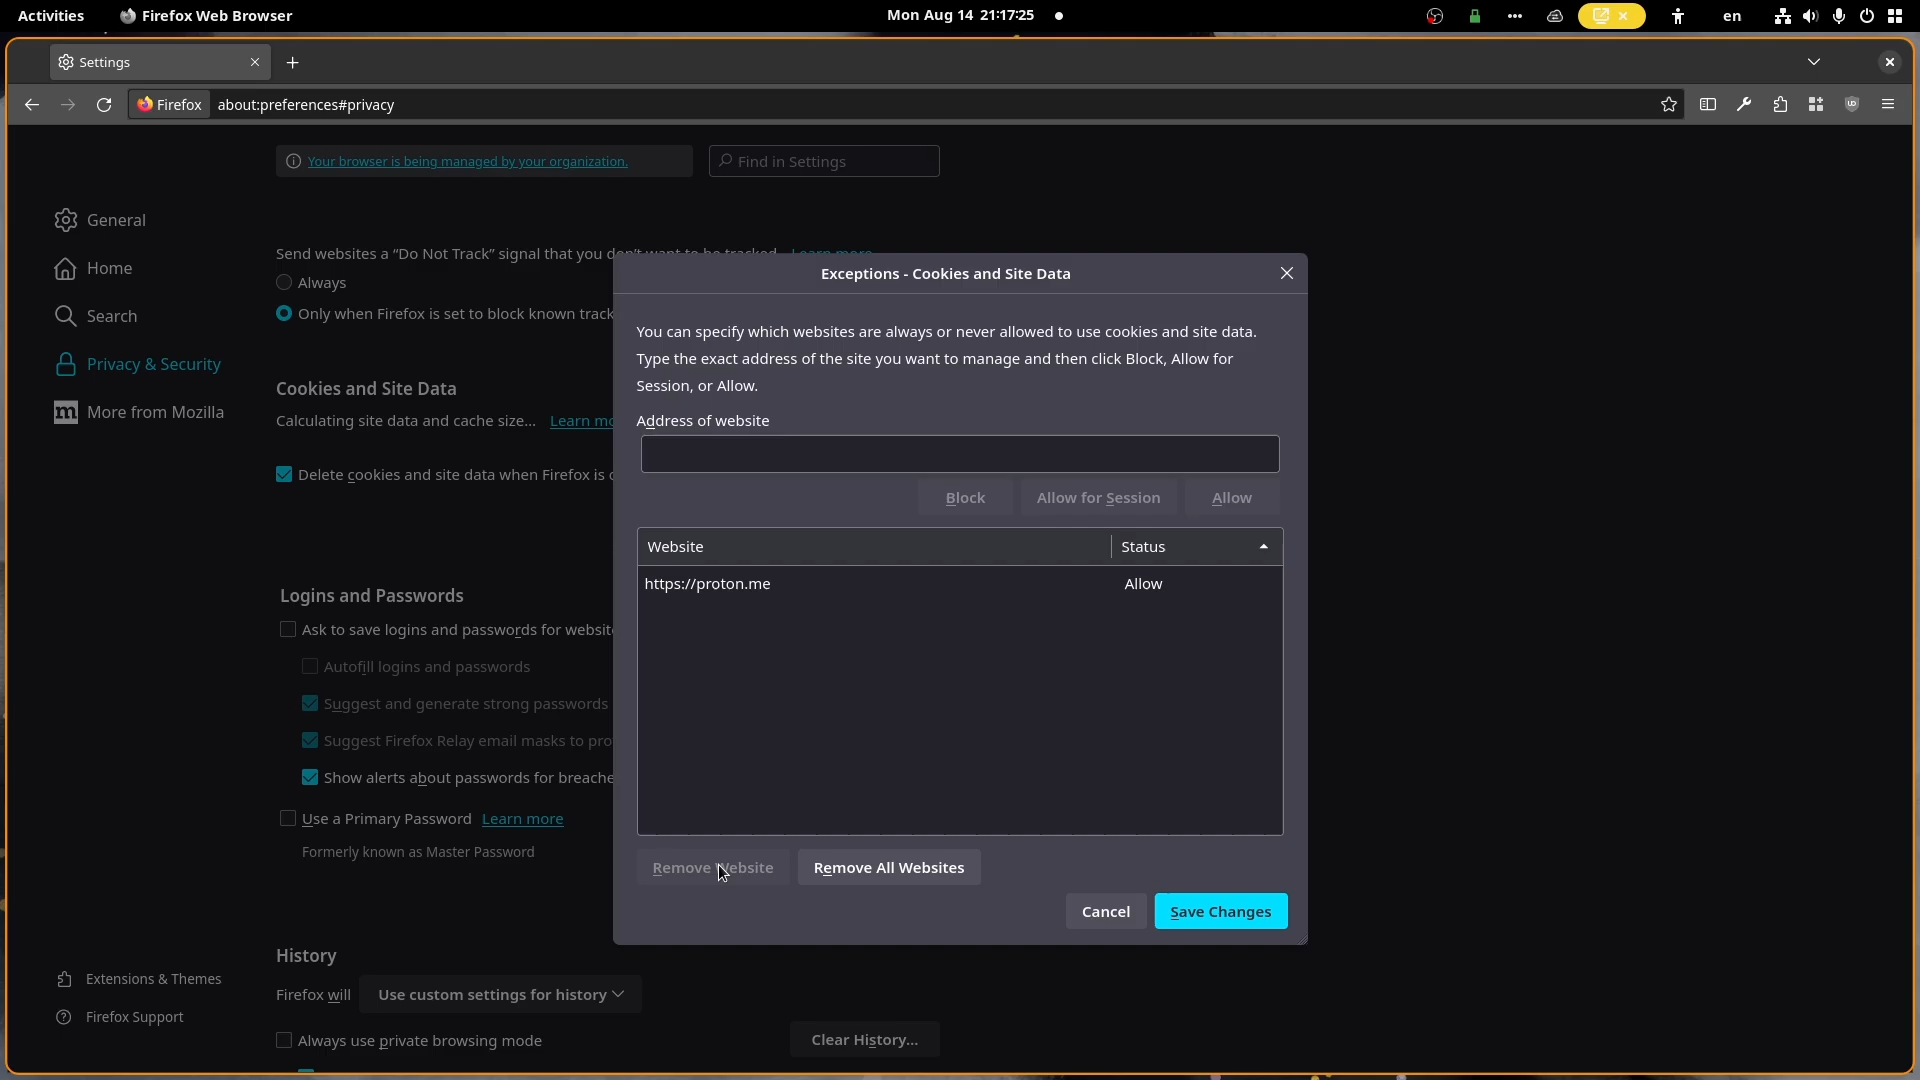 Activities
Firefox Web Browser
Mon Aug 14 21:17:25
en
Settings
Firefox
about:preferences#privacy
Your browser is being managed by your organization.
Find in Settings
General
Home
Search
Privacy & Security
More from Mozilla
Extensions & Themes
Firefox Support
Send websites a “Do Not Track” signal that you don’t want to be tracked Learn more
Always
Only when Firefox is set to block known track
Cookies and Site Data
Calculating site data and cache size... Learn mo
Delete cookies and site data when Firefox is c
Logins and Passwords
Ask to save logins and passwords for website
Autofill logins and passwords
Suggest and generate strong passwords
Suggest Firefox Relay email masks to pro
Show alerts about passwords for breache
Use a Primary Password Learn more
Formerly known as Master Password
History
Firefox will Use custom settings for history
Always use private browsing mode
Clear History...
Exceptions - Cookies and Site Data
You can specify which websites are always or never allowed to use cookies and site data.
Type the exact address of the site you want to manage and then click Block, Allow for
Session, or Allow.
Address of website
Block Allow for Session Allow
Website Status
https://proton.me Allow
Remove Website Remove All Websites
Cancel Save Changes